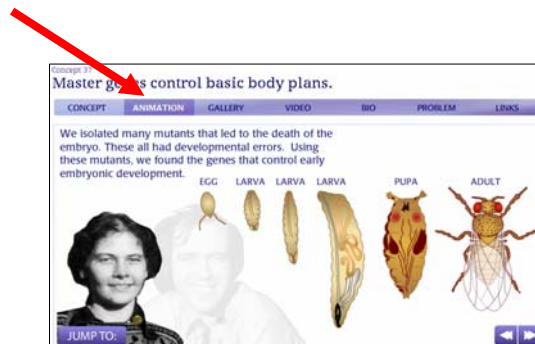 Concept 37
Master genes control basic body plans.
CONCEPT ANIMATION GALLERY VIDEO BIO PROBLEM LINKS
We isolated many mutants that led to the death of the
embryo. These all had developmental errors. Using
these mutants, we found the genes that control early
embryonic development.
EGG LARVA LARVA LARVA PUPA ADULT
JUMP TO: